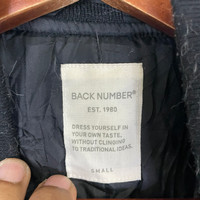 BACK NUMBER®
EST. 1980
DRESS YOURSELF IN
YOUR OWN TASTE.
WITHOUT CLINGING
TO TRADITIONAL IDEAS.
SMALL